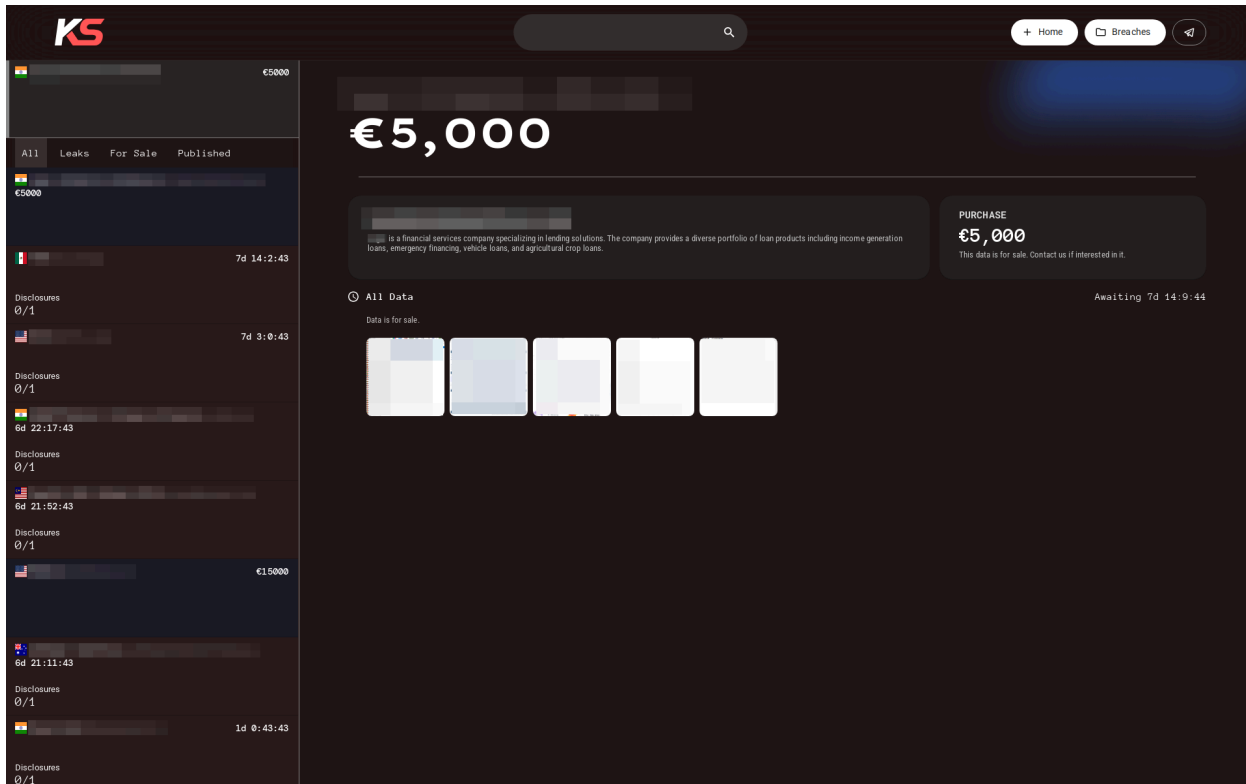 KS
+ Home
Breaches
€5000
All Leaks For Sale Published
€5000
7d 14:2:43
Disclosures
0/1
7d 3:0:43
Disclosures
0/1
6d 22:17:43
Disclosures
0/1
6d 21:52:43
Disclosures
0/1
€15000
6d 21:11:43
Disclosures
0/1
1d 0:43:43
Disclosures
0/1
€5,000
is a financial services company specializing in lending solutions. The company provides a diverse portfolio of loan products including income generation
loans, emergency financing, vehicle loans, and agricultural crop loans.
PURCHASE
€5,000
This data is for sale. Contact us if interested in it.
All Data
Awaiting 7d 14:9:44
Data is for sale.